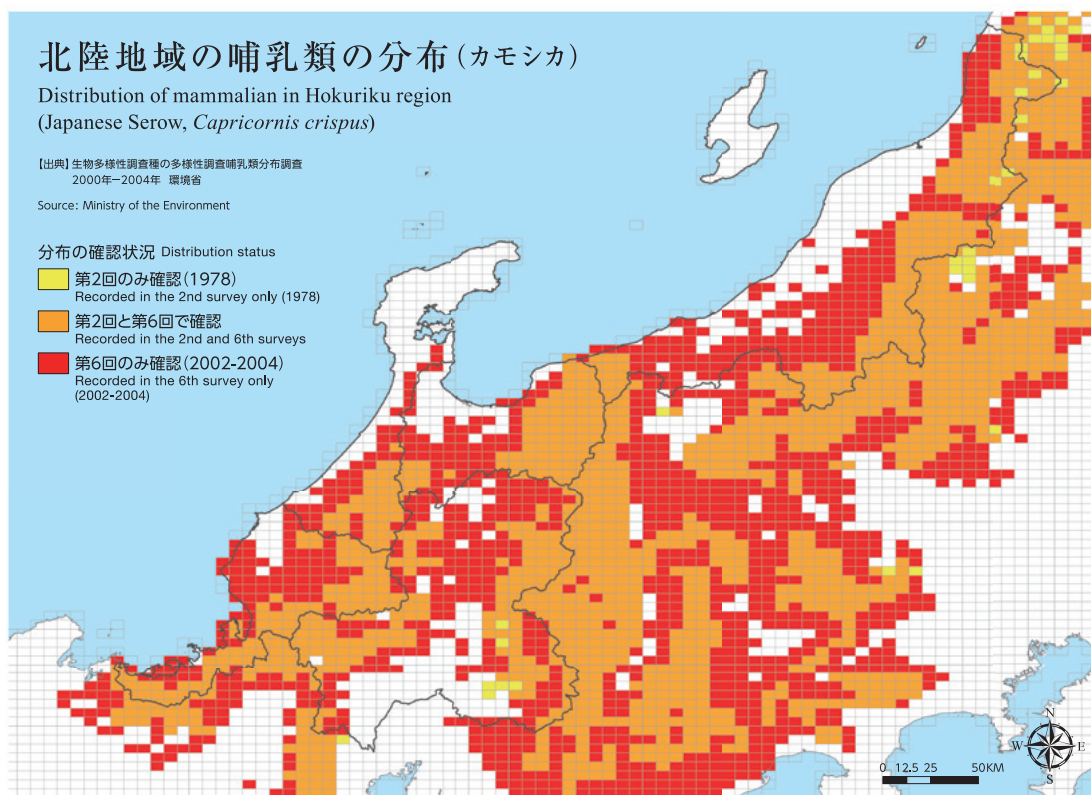 北陸地域の哺乳類の分布(カモシカ)
Distribution of mammalian in Hokuriku region
(Japanese Serow, Capricornis crispus)
【出典】生物多様性調査種の多様性調査哺乳類分布調査
2000年−2004年 環境省
Source: Ministry of the Environment
分布の確認状況 Distribution status
第2回のみ確認(1978)
Recorded in the 2nd survey only (1978)
第2回と第6回で確認
Recorded in the 2nd and 6th surveys
第6回のみ確認(2002-2004)
Recorded in the 6th survey only
(2002-2004)
N
W E
S
0 12.5 25 50KM